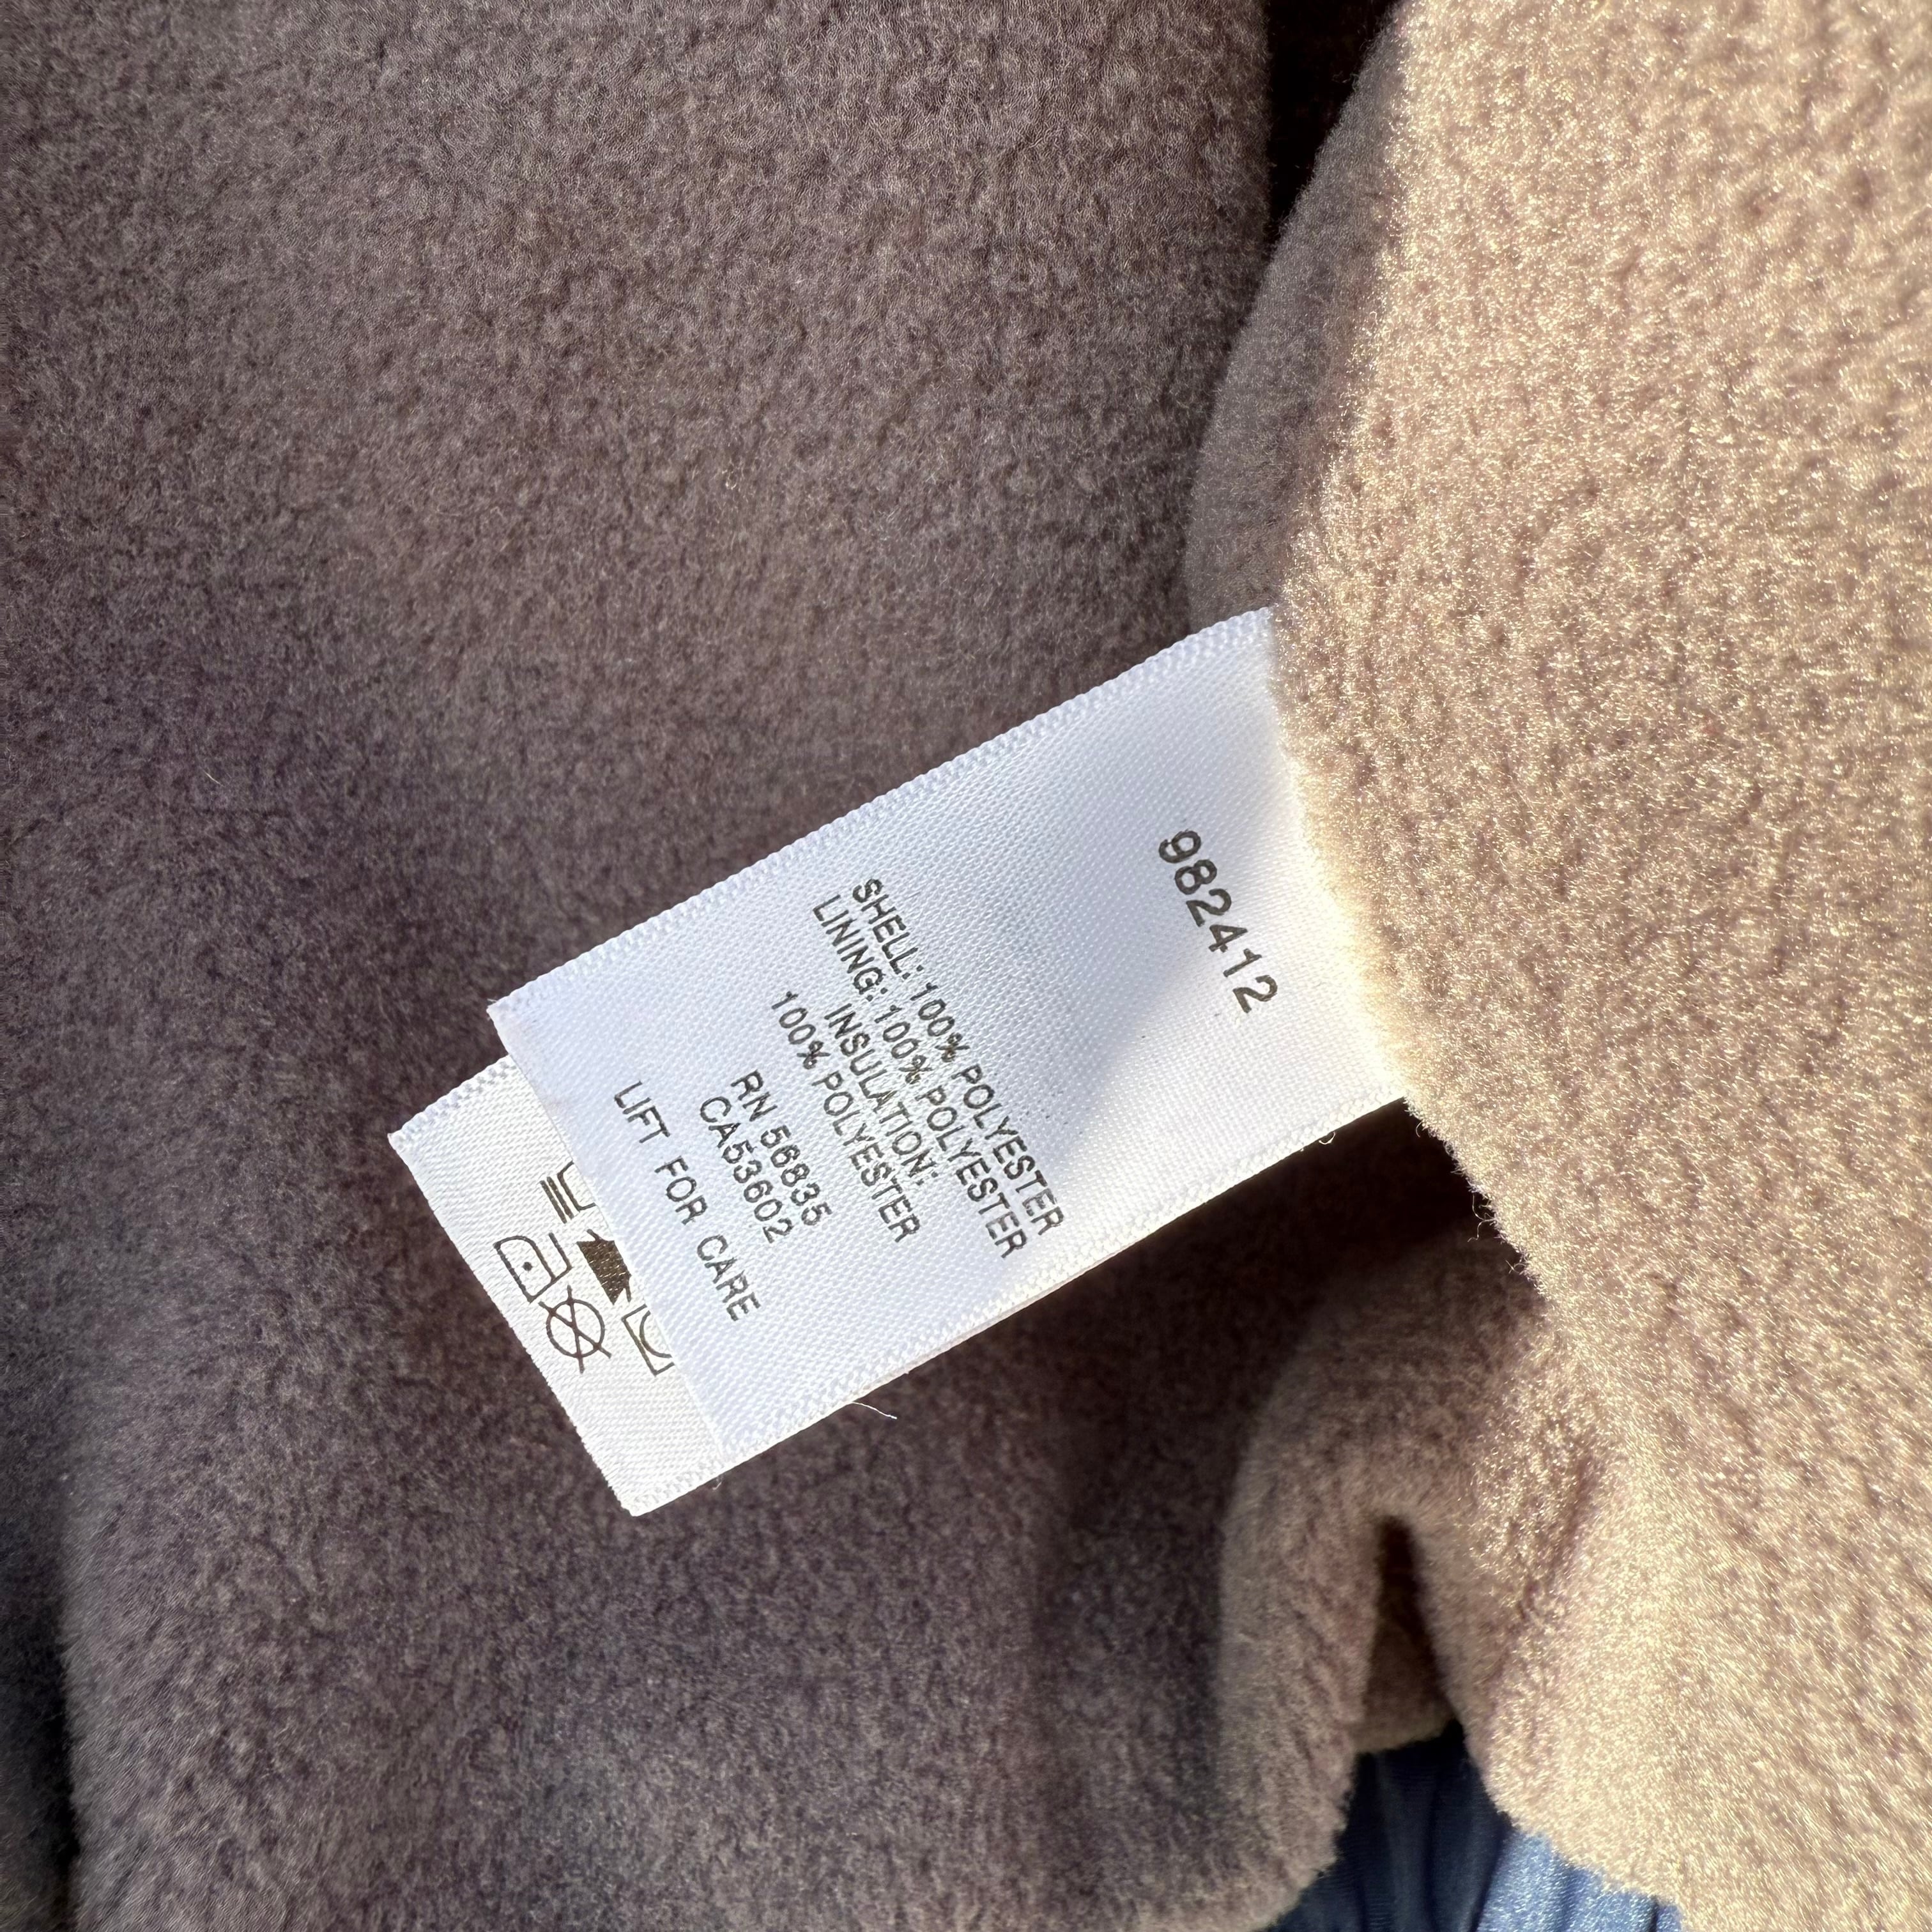 982412
SHELL: 100% POLYESTER
LINING: 100% POLYESTER
INSULATION:
100% POLYESTER
RN 56835
CA53602
LIFT FOR CARE